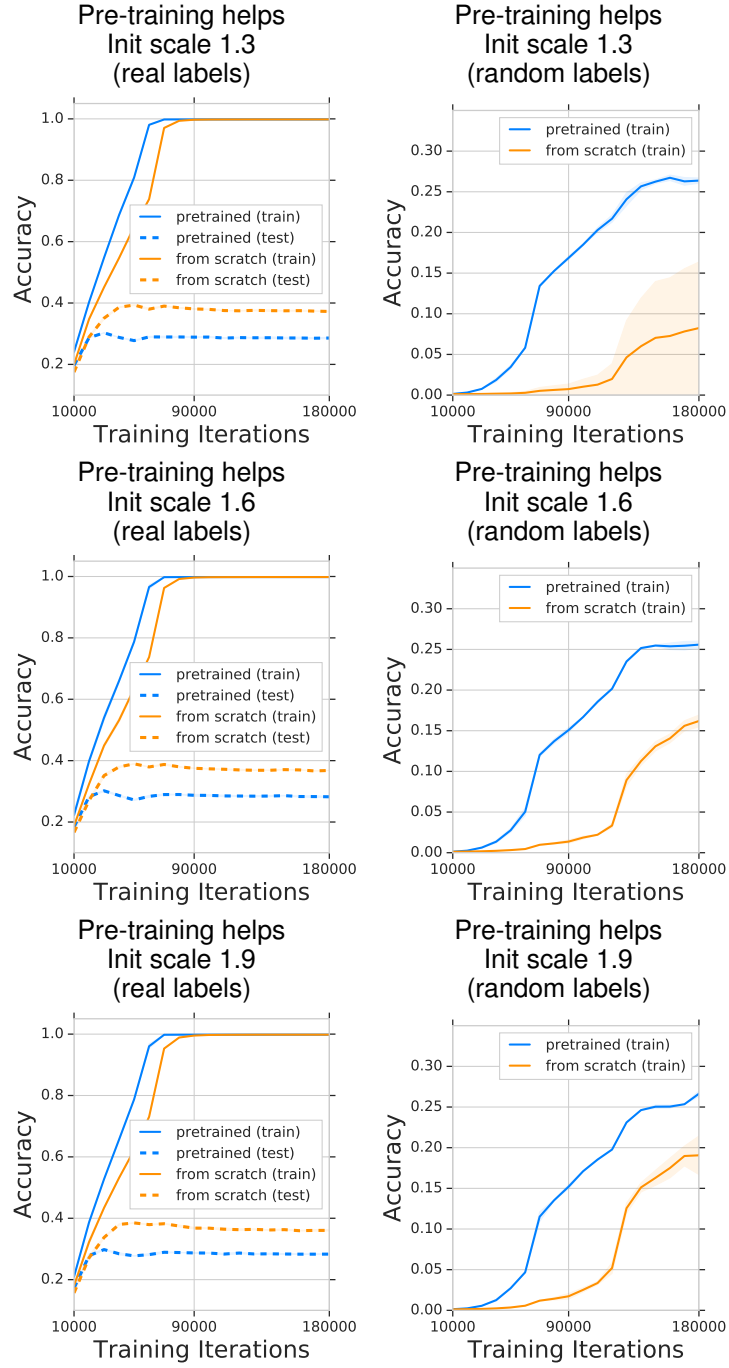 Pre-training helps
Init scale 1.3
(real labels)
1.0
0.8
0.6
0.4
0.2
Accuracy
pretrained (train)
pretrained (test)
from scratch (train)
from scratch (test)
10000
90000
180000
Training Iterations
Pre-training helps
Init scale 1.3
(random labels)
0.30
0.25
0.20
0.15
0.10
0.05
0.00
Accuracy
pretrained (train)
from scratch (train)
10000
90000
180000
Training Iterations
Pre-training helps
Init scale 1.6
(real labels)
1.0
0.8
0.6
0.4
0.2
Accuracy
pretrained (train)
pretrained (test)
from scratch (train)
from scratch (test)
10000
90000
180000
Training Iterations
Pre-training helps
Init scale 1.6
(random labels)
0.30
0.25
0.20
0.15
0.10
0.05
0.00
Accuracy
pretrained (train)
from scratch (train)
10000
90000
180000
Training Iterations
Pre-training helps
Init scale 1.9
(real labels)
1.0
0.8
0.6
0.4
0.2
Accuracy
pretrained (train)
pretrained (test)
from scratch (train)
from scratch (test)
10000
90000
180000
Training Iterations
Pre-training helps
Init scale 1.9
(random labels)
0.30
0.25
0.20
0.15
0.10
0.05
0.00
Accuracy
pretrained (train)
from scratch (train)
10000
90000
180000
Training Iterations